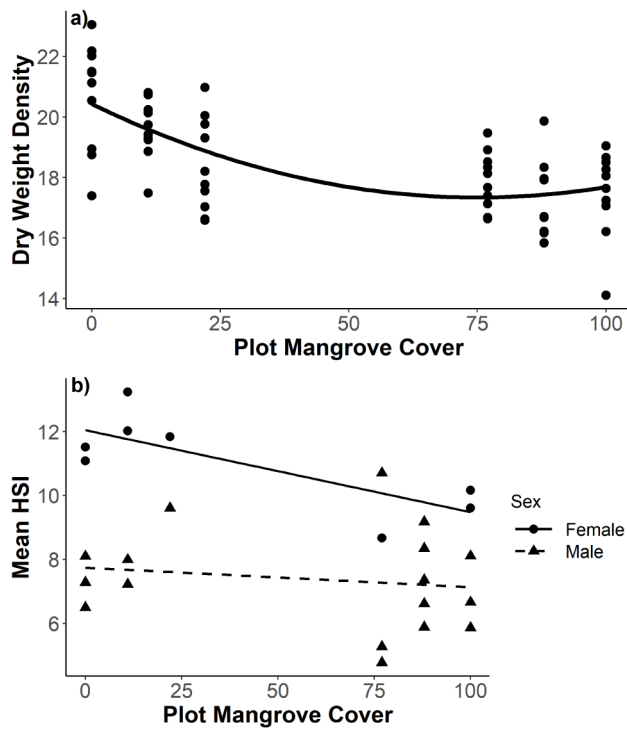 a)
22
20
18
16
14
Dry Weight Density
0 25 50 75 100
Plot Mangrove Cover
b)
12
10
8
6
Mean HSI
0 25 50 75 100
Plot Mangrove Cover
Sex
Female
Male